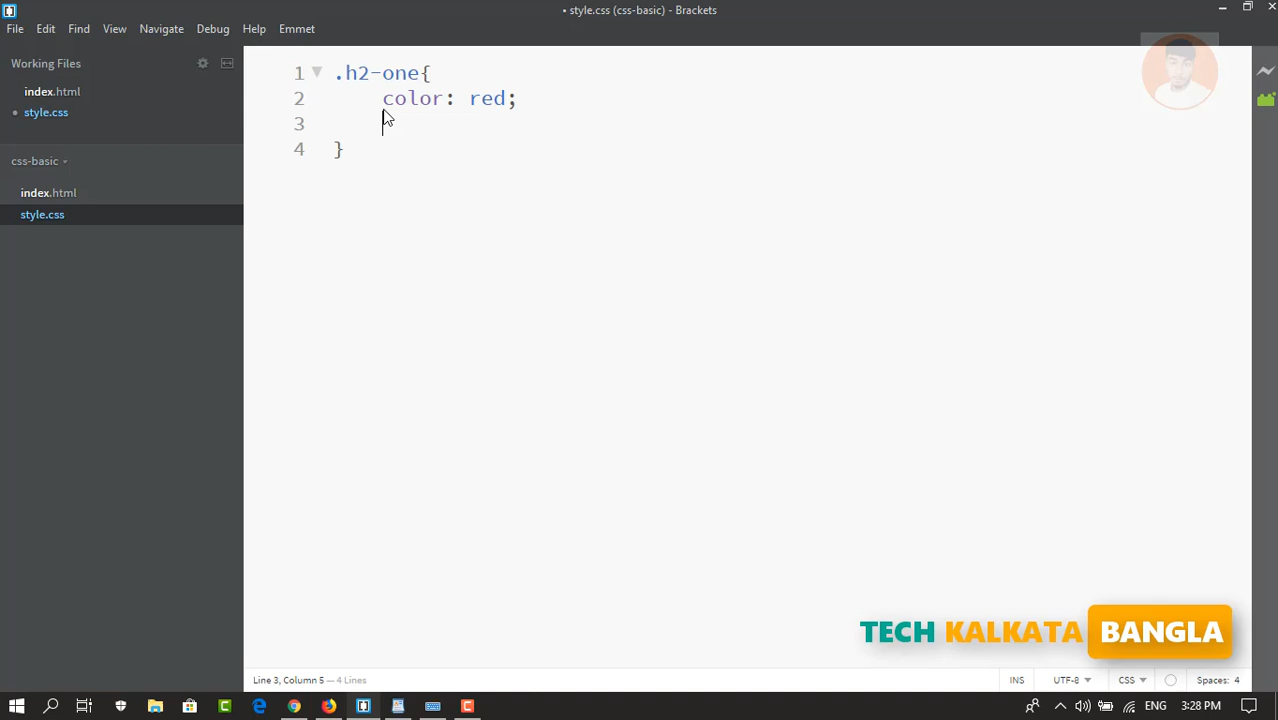 • style.css (css-basic) - Brackets
File Edit Find View Navigate Debug Help Emmet
Working Files
index.html
• style.css
css-basic
index.html
style.css
1 .h2-one{
2 color: red;
3
4 }
TECH KALKATA BANGLA
Line 3, Column 5 — 4 Lines
INS UTF-8 CSS Spaces: 4
ENG 3:28 PM